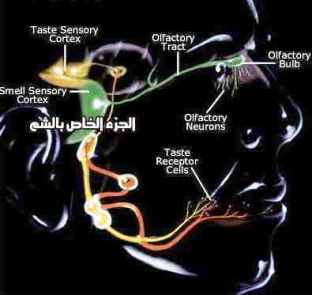 Taste Sensory
Cortex
Olfactory
Tract
Olfactory
Bulb
Smell Sensory
Cortex
Olfactory
Neurons
الجزء الخاص بالشم
Taste
Receptor
Cells